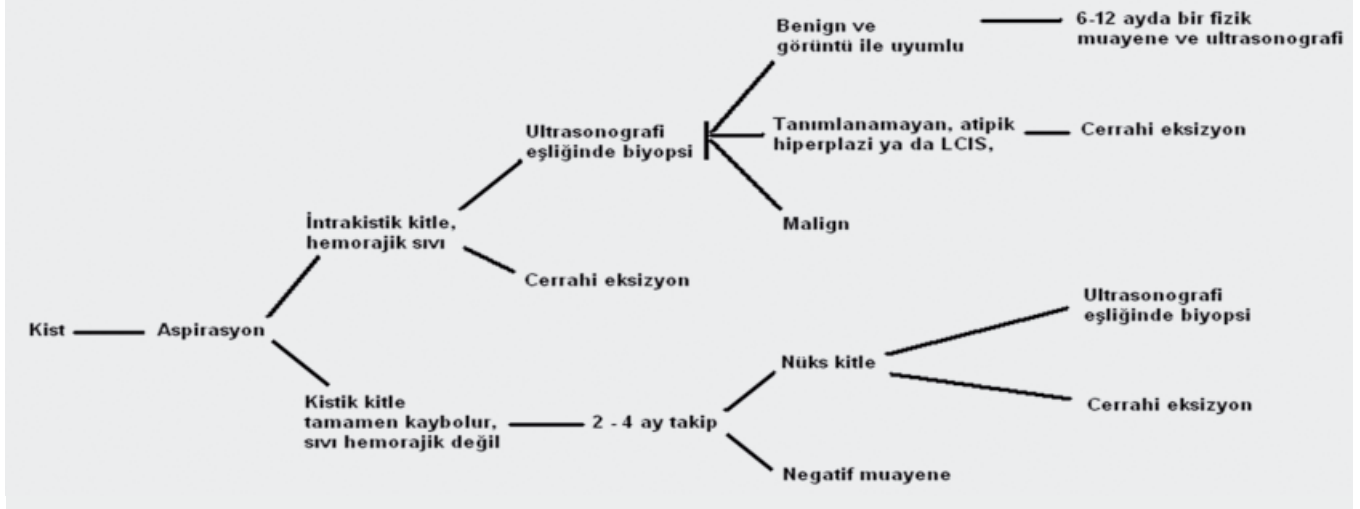 Benign ve
görüntü ile uyumlu
6-12 ayda bir fizik
muayene ve ultrasonografi
Ultrasonografi
eşliğinde biyopsi
Tanımlanamayan, atipik
hiperplazi ya da LCIS,
Cerrahi eksizyon
Malign
İntrakistik kitle,
hemorajik sıvı
Cerrahi eksizyon
Kist
Aspirasyon
Kistik kitle
tamamen kaybolur,
sıvı hemorajik değil
2 - 4 ay takip
Nüks kitle
Ultrasonografi
eşliğinde biyopsi
Cerrahi eksizyon
Negatif muayene